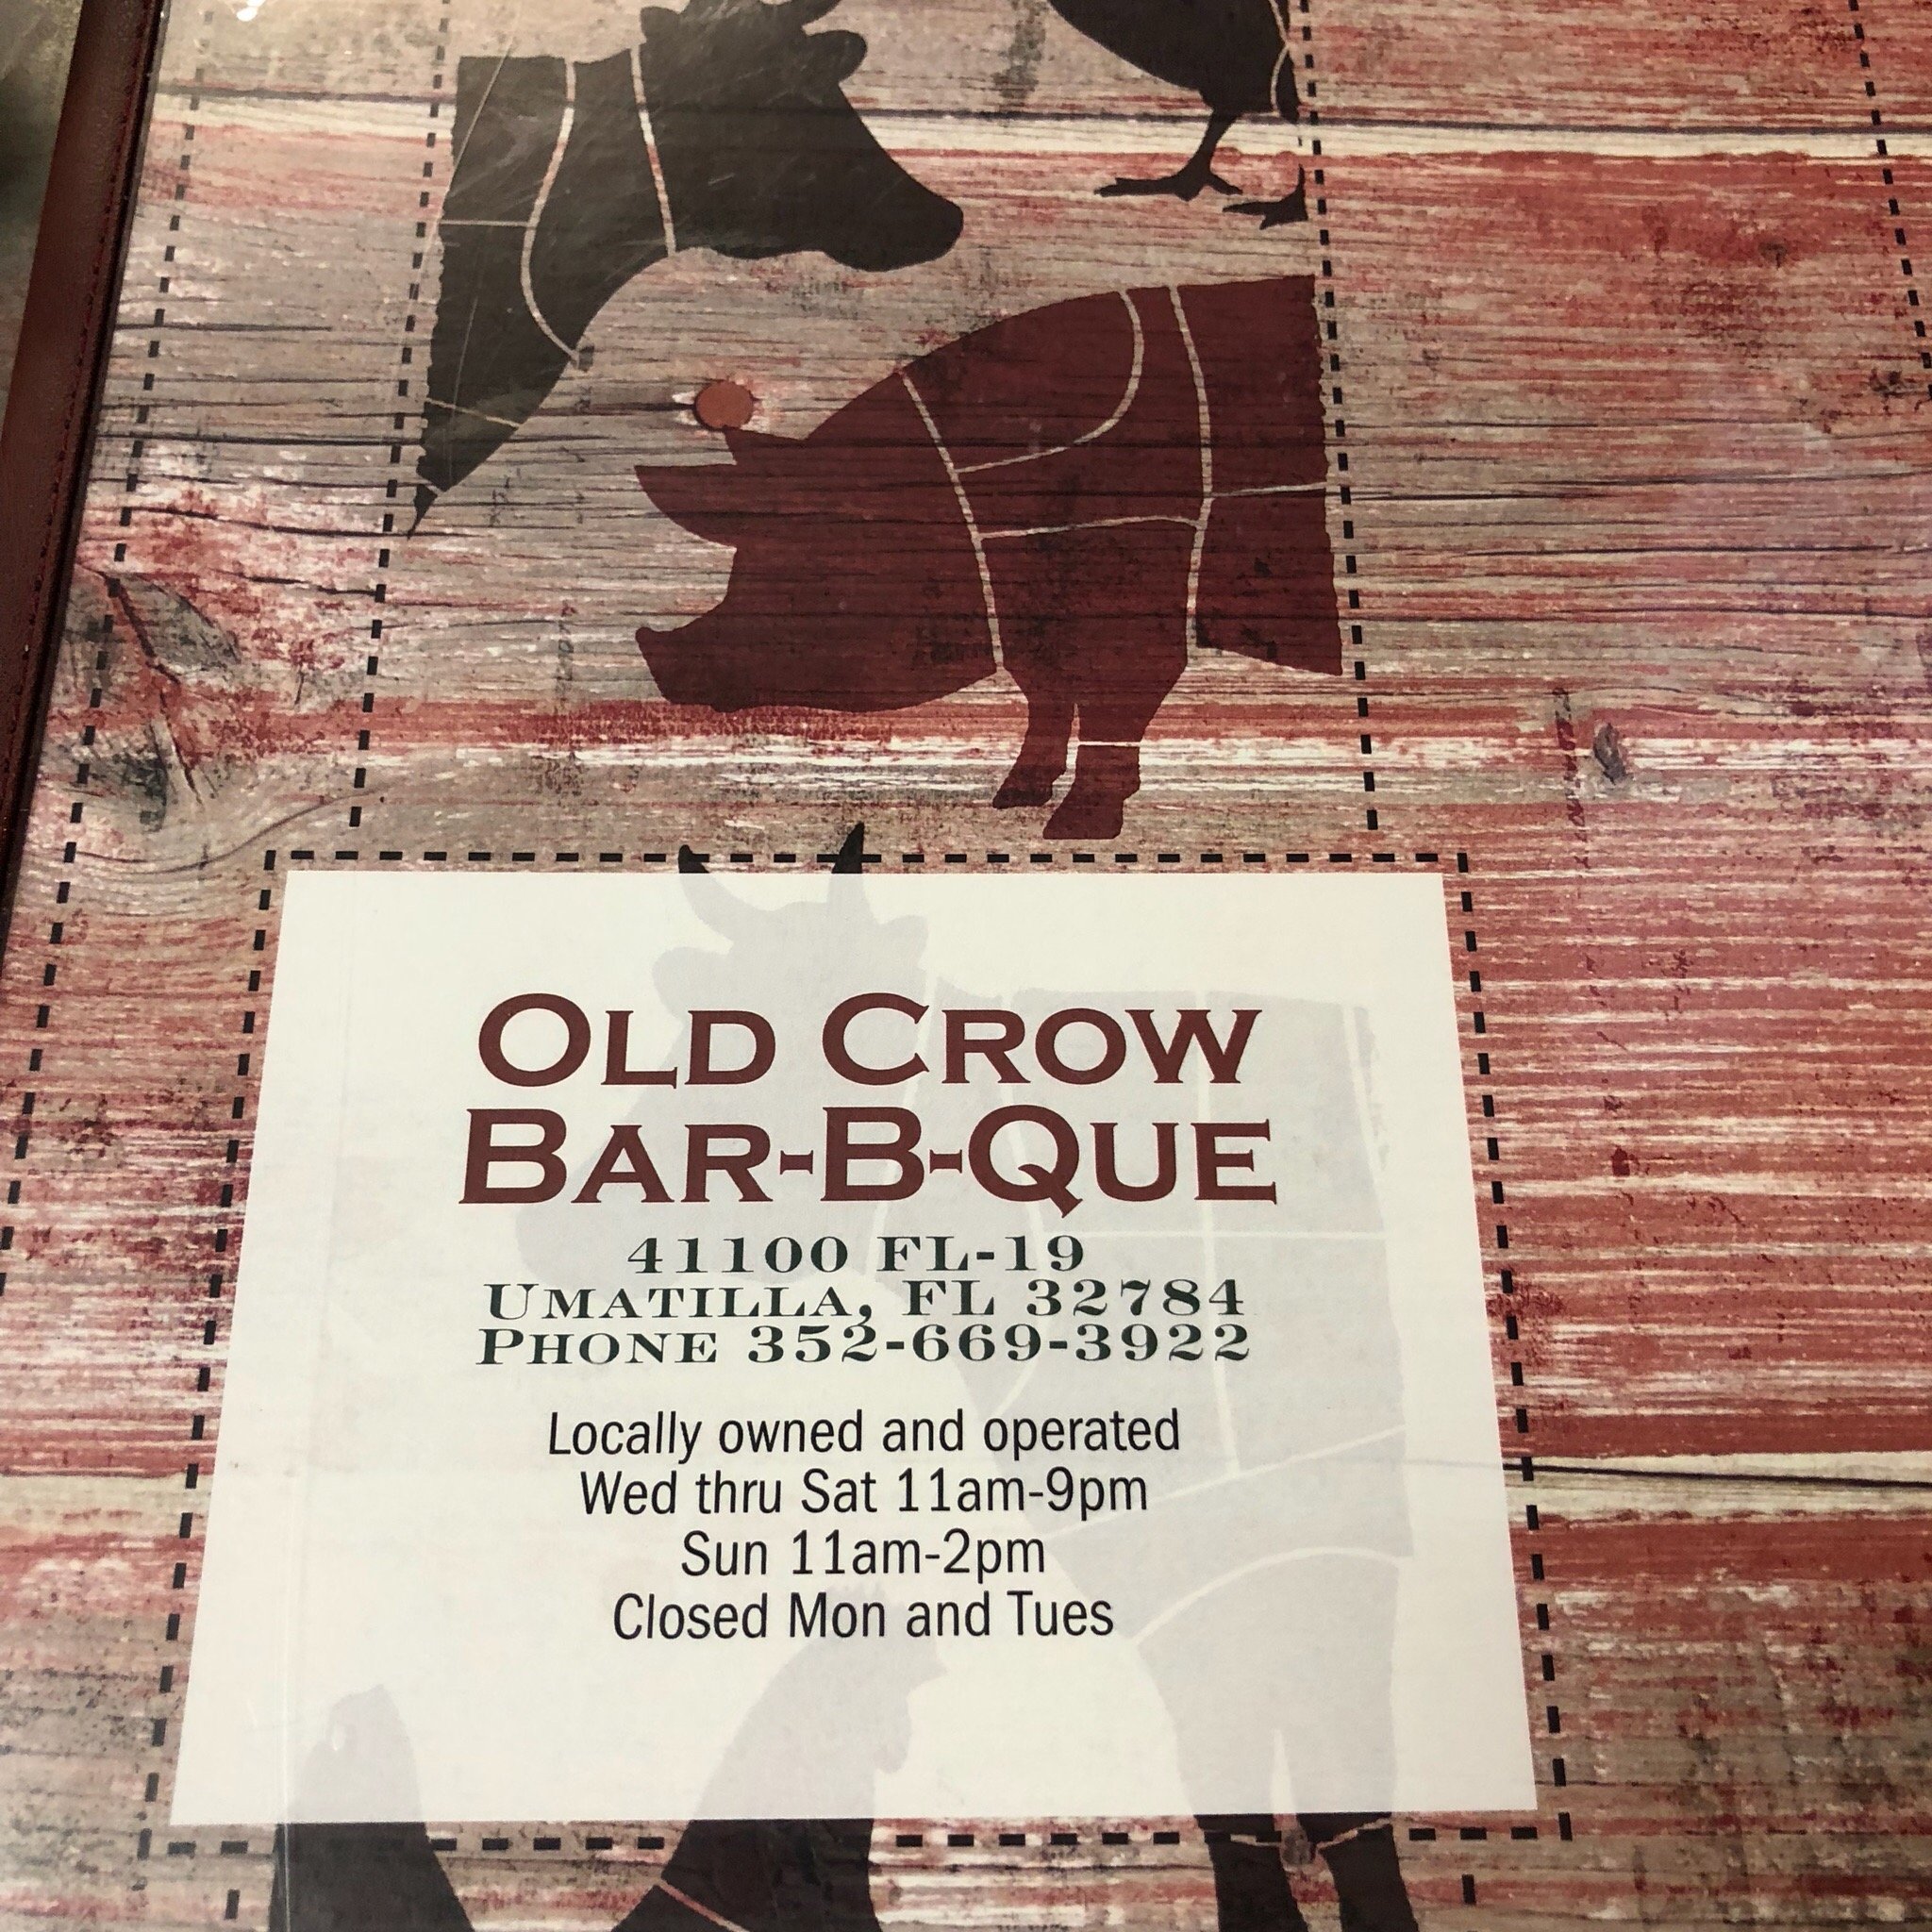 Old Crow
Bar-B-Que
41100 FL-19
Umatilla, FL 32784
Phone 352-669-3922
Locally owned and operated
Wed thru Sat 11am-9pm
Sun 11am-2pm
Closed Mon and Tues